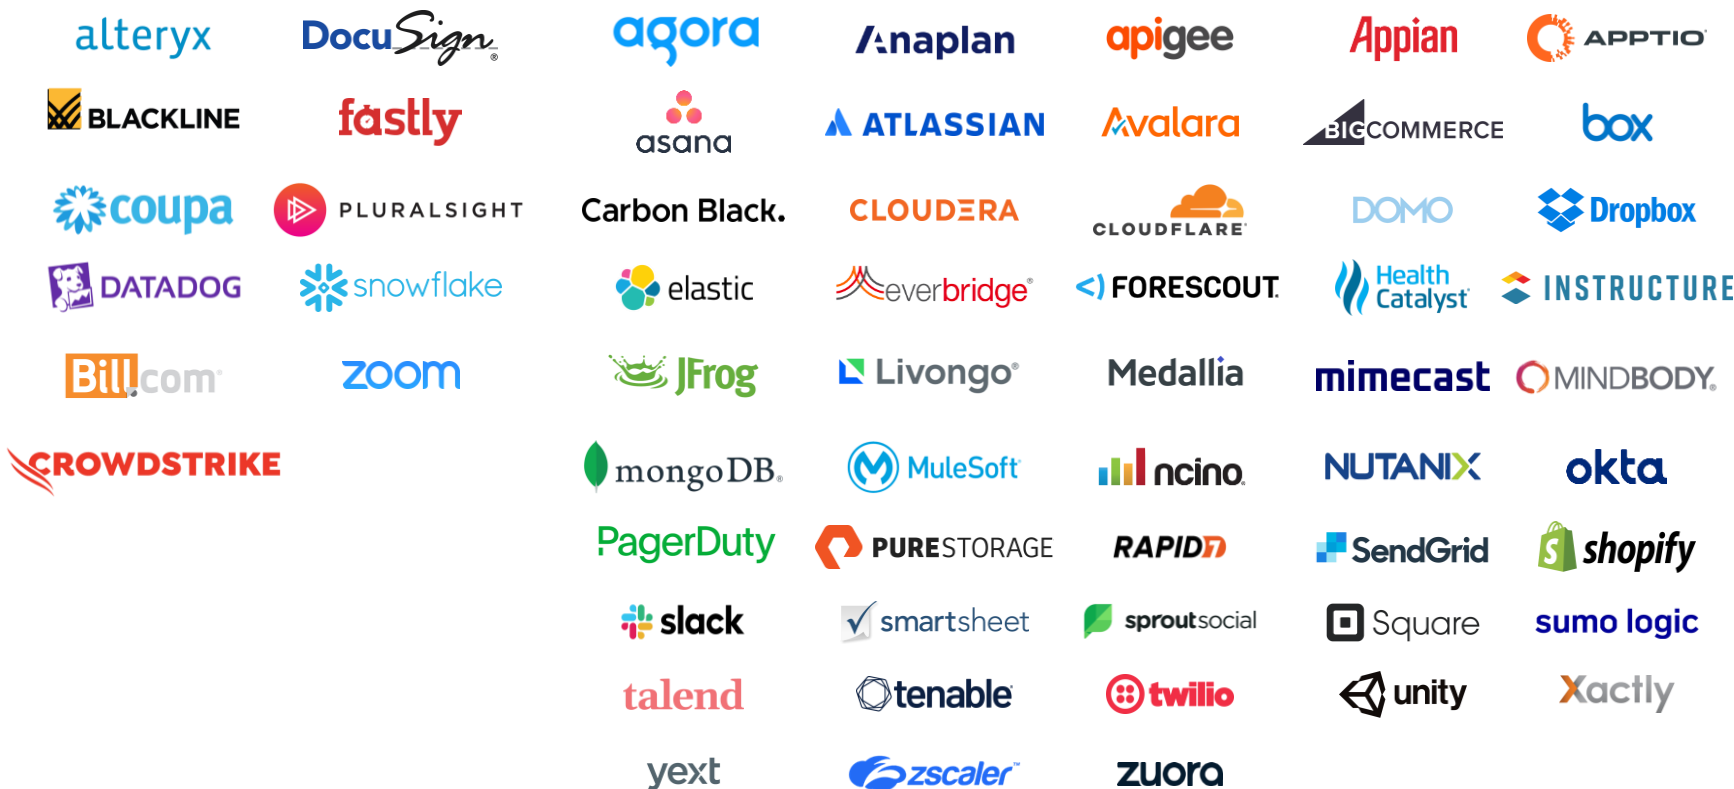 alteryx DocuSign® agora Anaplan apigee Appian APPTIO
BLACKLINE fastly asana ATLASSIAN Avalara BIGCOMMERCE box
coupa PLURALSIGHT Carbon Black. CLOUDERA CLOUDFLARE DOMO Dropbox
DATADOG snowflake elastic everbridge® <) FORESCOUT. Health Catalyst INSTRUCTURE
Bill.com® zoom JFrog Livongo® Medallia mimecast MINDBODY®
CROWDSTRIKE mongoDB® MuleSoft ncino NUTANIX okta
PagerDuty PURESTORAGE RAPID7 SendGrid S shopify
slack smartsheet sproutsocial Square sumo logic
talend tenable twilio unity Xactly
yext zscaler™ zuora